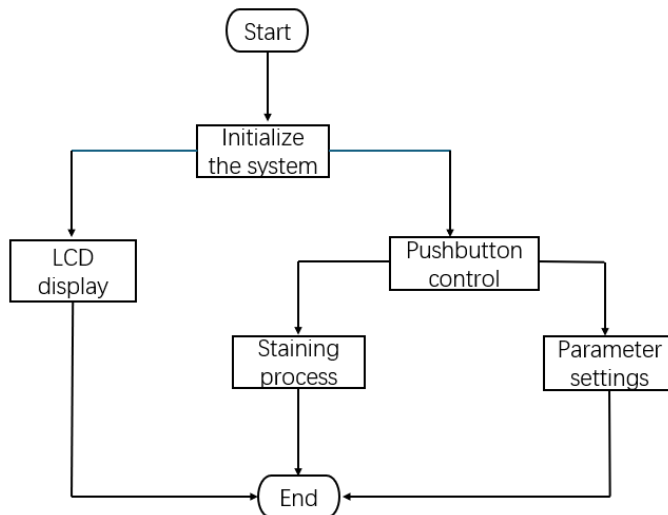 Start
Initialize
the system
LCD
display
Pushbutton
control
Staining
process
Parameter
settings
End